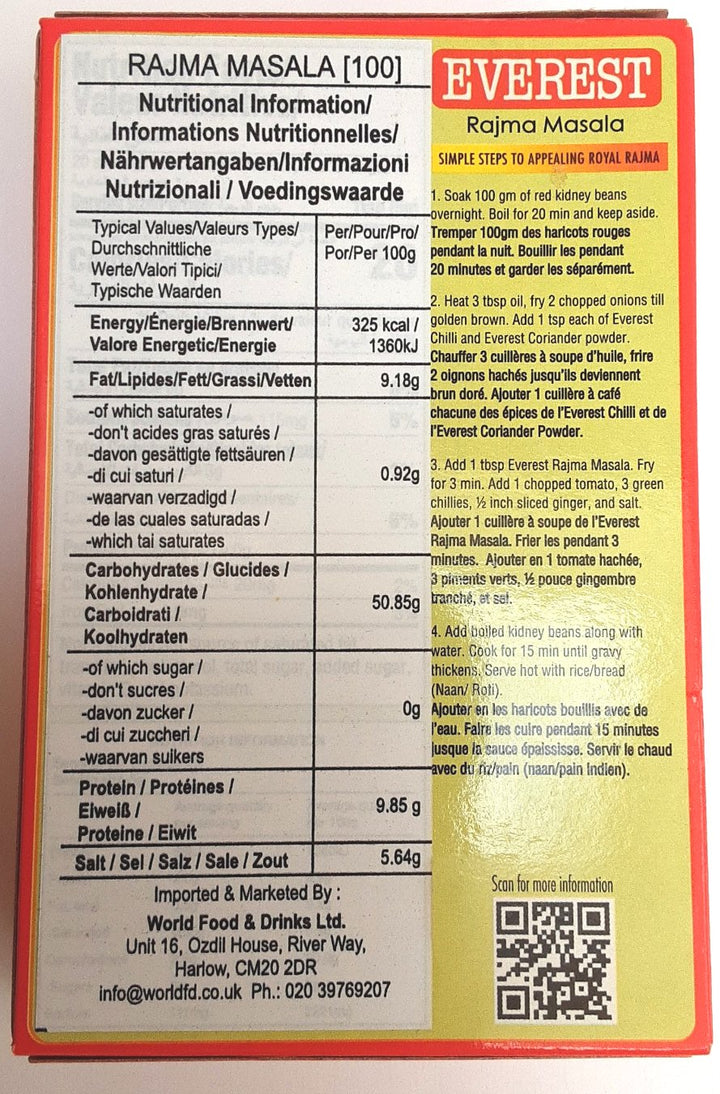 RAJMA MASALA [100]
Nutritional Information/
Informations Nutritionnelles/
Nährwertangaben/Informazioni
Nutrizionali / Voedingswaarde
Typical Values/Valeurs Types/
Durchschnittliche
Werte/Valori Tipici/
Typische Waarden
Per/Pour/Pro/
Por/Per 100g
Energy/Énergie/Brennwert/
Valore Energetic/Energie
325 kcal /
1360kJ
Fat/Lipides/Fett/Grassi/Vetten
9.18g
-of which saturates /
-don't acides gras saturés /
-davon gesättigte fettsäuren /
-di cui saturi /
-waarvan verzadigd /
-de las cuales saturadas /
-which tai saturates
0.92g
Carbohydrates / Glucides /
Kohlenhydrate /
Carboidrati /
Koolhydraten
50.85g
-of which sugar /
-don't sucres /
-davon zucker /
-di cui zuccheri /
-waarvan suikers
0g
Protein / Protéines /
Eiweiß /
Proteine / Eiwit
9.85 g
Salt / Sel / Salz / Sale / Zout
5.64g
Imported & Marketed By :
World Food & Drinks Ltd.
Unit 16, Ozdil House, River Way,
Harlow, CM20 2DR
info@worldfd.co.uk Ph.: 020 39769207
EVEREST
Rajma Masala
SIMPLE STEPS TO APPEALING ROYAL RAJMA
1. Soak 100 gm of red kidney beans
overnight. Boil for 20 min and keep aside.
Tremper 100gm des haricots rouges
pendant la nuit. Bouillir les pendant
20 minutes et garder les séparément.
2. Heat 3 tbsp oil, fry 2 chopped onions till
golden brown. Add 1 tsp each of Everest
Chilli and Everest Coriander powder.
Chauffer 3 cuillères à soupe d'huile, frire
2 oignons hachés jusqu'ils deviennent
brun doré. Ajouter 1 cuillère à café
chacune des épices de l'Everest Chilli et de
l'Everest Coriander Powder.
3. Add 1 tbsp Everest Rajma Masala. Fry
for 3 min. Add 1 chopped tomato, 3 green
chillies, ½ inch sliced ginger, and salt.
Ajouter 1 cuillère à soupe de l'Everest
Rajma Masala. Frier les pendant 3
minutes. Ajouter en 1 tomate hachée,
3 piments verts, ½ pouce gingembre
tranché, et sel.
4. Add boiled kidney beans along with
water. Cook for 15 min until gravy
thickens. Serve hot with rice/bread
(Naan/ Roti).
Ajouter en les haricots bouillis avec de
l'eau. Faire les cuire pendant 15 minutes
jusque la sauce épaississe. Servir le chaud
avec du riz/pain (naan/pain Indien).
Scan for more information